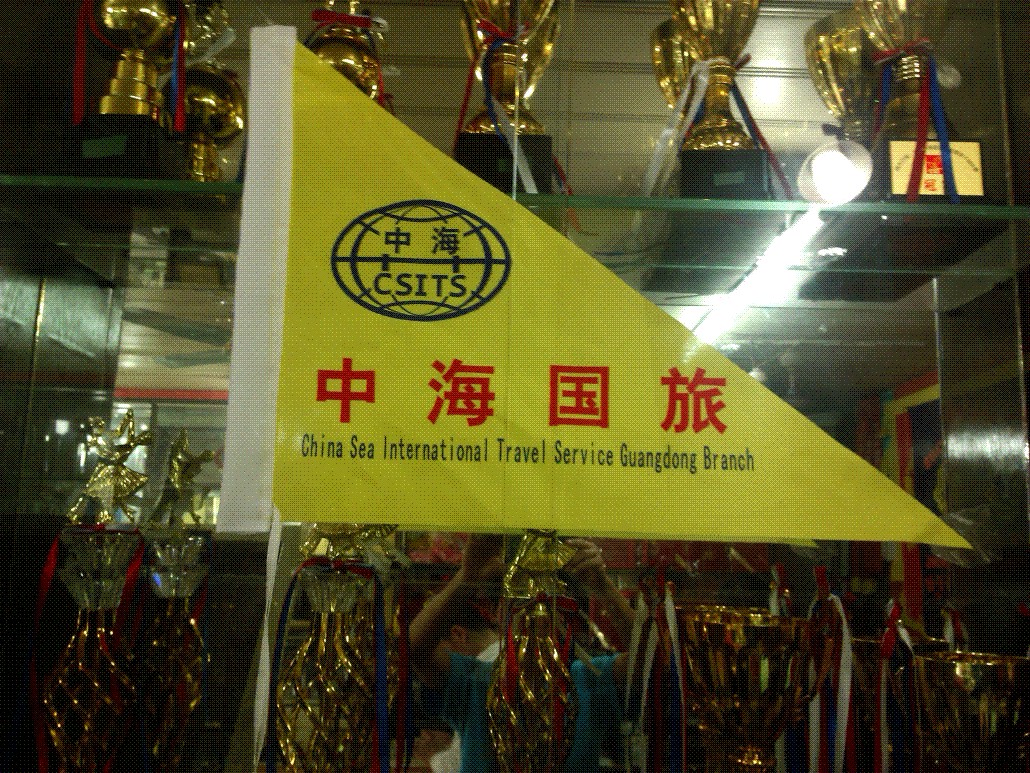 中 海
CSITS
中 海 国 旅
China Sea International Travel Service Guangdong Branch